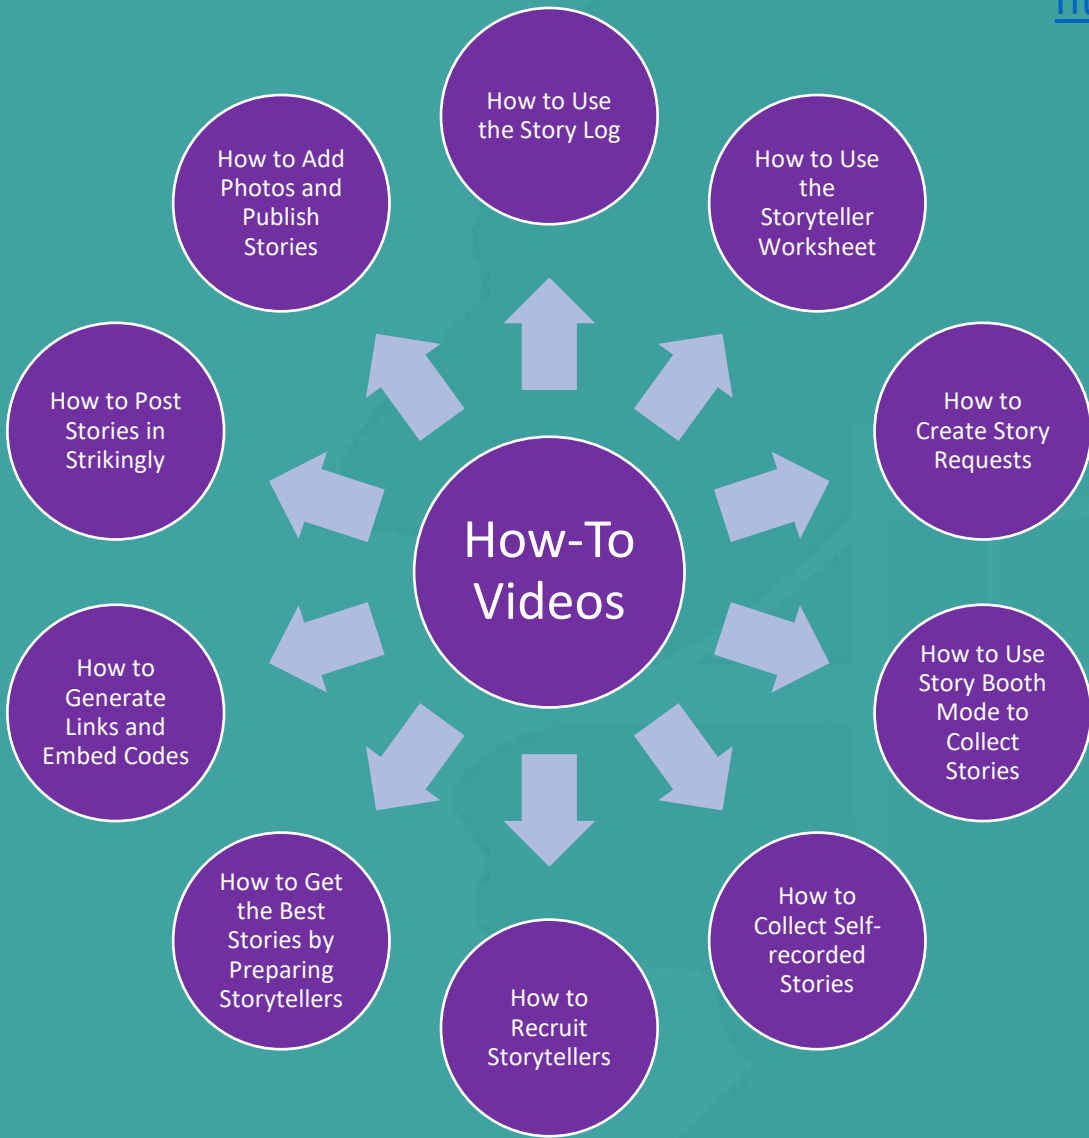 How to Use
the Story Log
How to Use
the
Storyteller
Worksheet
How to
Create Story
Requests
How to Use
Story Booth
Mode to
Collect
Stories
How to
Collect Self-
recorded
Stories
How to
Recruit
Storytellers
How to Get
the Best
Stories by
Preparing
Storytellers
How to
Generate
Links and
Embed Codes
How to Post
Stories in
Strikingly
How to Add
Photos and
Publish
Stories
How-To
Videos